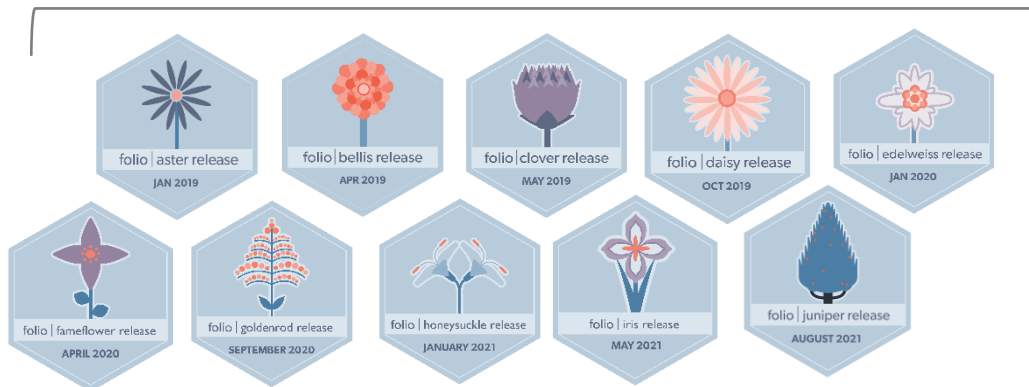 folio | aster release
JAN 2019
folio | bellis release
APR 2019
folio | clover release
MAY 2019
folio | daisy release
OCT 2019
folio | edelweiss release
JAN 2020
folio | fameflower release
APRIL 2020
folio | goldenrod release
SEPTEMBER 2020
folio | honeysuckle release
JANUARY 2021
folio | iris release
MAY 2021
folio | juniper release
AUGUST 2021